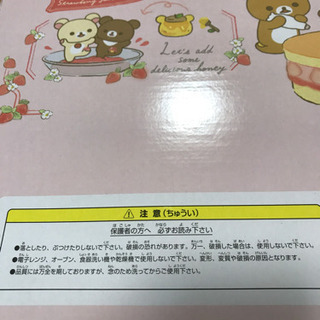 Let's add
some
delicious honey
⚠ 注意(ちゅうい)
保護者の方へ 必ずお読み下さい
●落としたり、ぶつけたりしないで下さい。破損の恐れがあります。万一、破損した場合は、使用しないで下さい。
●電子レンジ、オーブン、食器洗い機や乾燥機で使用しないで下さい。変形、変質や破損の原因となります。
●品質には万全を期しておりますが、念のため洗ってからご使用下さい。